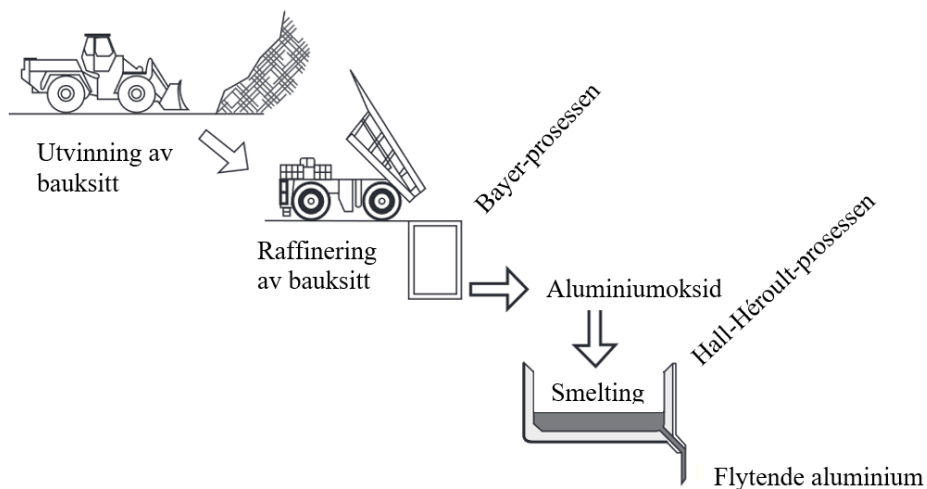 Utvinning av
bauksitt
Bayer-prosessen
Raffinering
av bauksitt
Aluminiumoksid
Hall-Héroult-prosessen
Smelting
Flytende aluminium